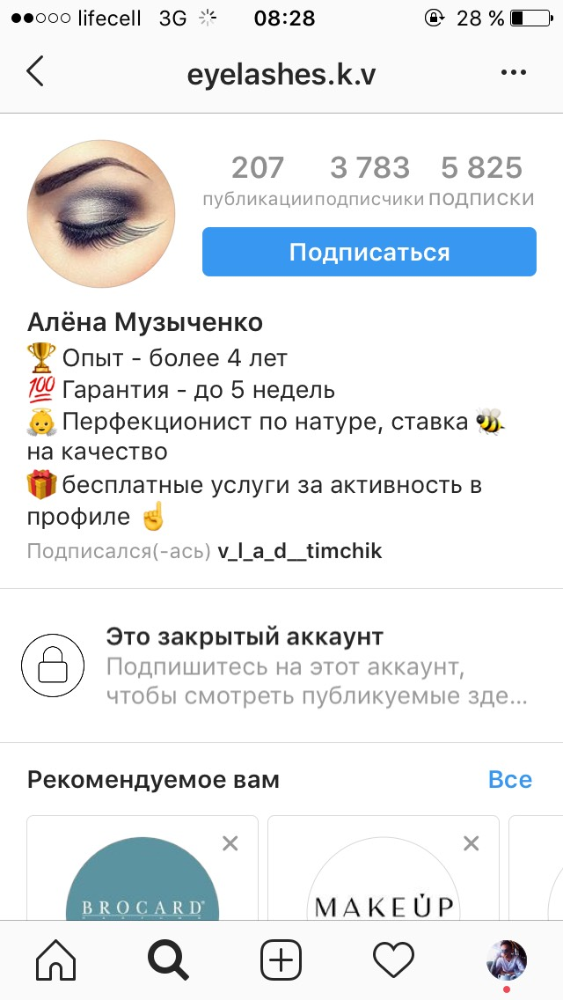 lifecell 3G 08:28 28 %
eyelashes.k.v
207 3 783 5 825
публикации подписчики подписки
Подписаться
Алёна Музыченко
🏆 Опыт - более 4 лет
💯 Гарантия - до 5 недель
👼 Перфекционист по натуре, ставка 🐝
на качество
🎁 бесплатные услуги за активность в
профиле ☝
Подписался(-ась) v_l_a_d__timchik
Это закрытый аккаунт
Подпишитесь на этот аккаунт,
чтобы смотреть публикуемые зде...
Рекомендуемое вам Все
BROCARD
MAKEUP